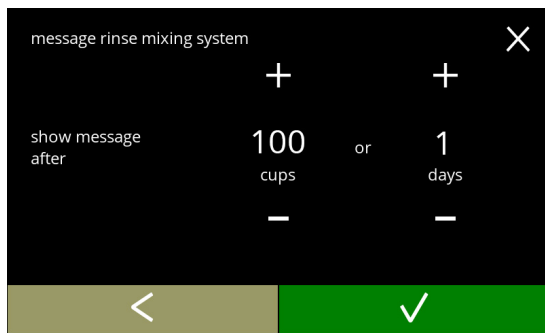 message rinse mixing system
show message
after
100
cups
or
1
days